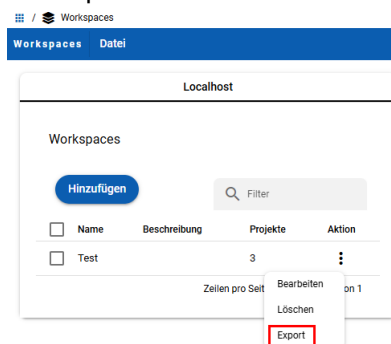 / Workspaces
Workspaces Datei
Localhost
Workspaces
Hinzufügen
Filter
Name Beschreibung Projekte Aktion
Test 3
Zeilen pro Seit on 1
Bearbeiten
Löschen
Export